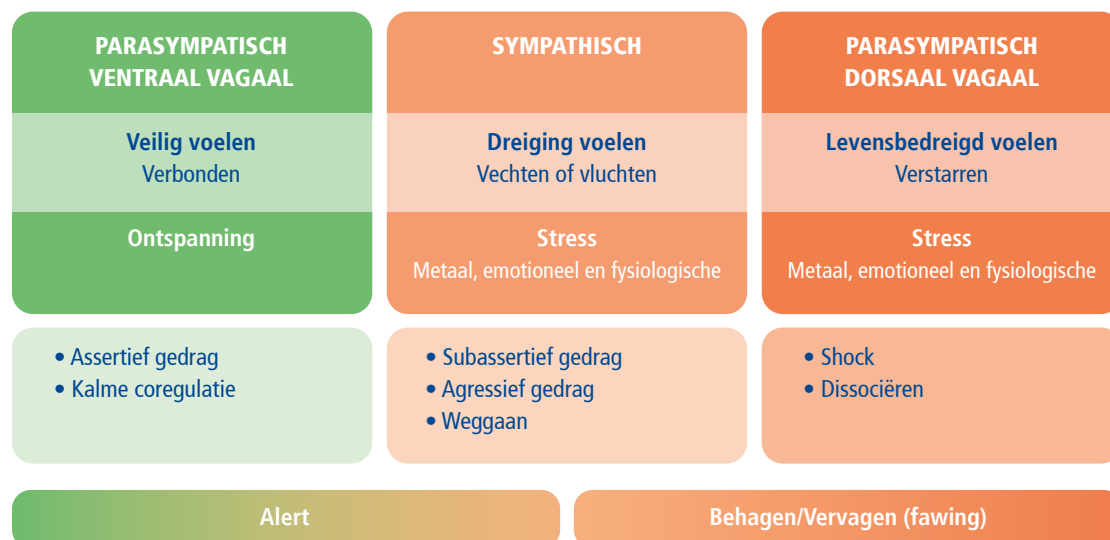 PARASYMPATISCH
VENTRAAL VAGAAL
Veilig voelen
Verbonden
Ontspanning
• Assertief gedrag
• Kalme coregulatie
SYMPATHISCH
Dreiging voelen
Vechten of vluchten
Stress
Metaal, emotioneel en fysiologische
• Subassertief gedrag
• Agressief gedrag
• Weggaan
PARASYMPATISCH
DORSAAL VAGAAL
Levensbedreigd voelen
Verstarren
Stress
Metaal, emotioneel en fysiologische
• Shock
• Dissociëren
Alert
Behagen/Vervagen (fawing)